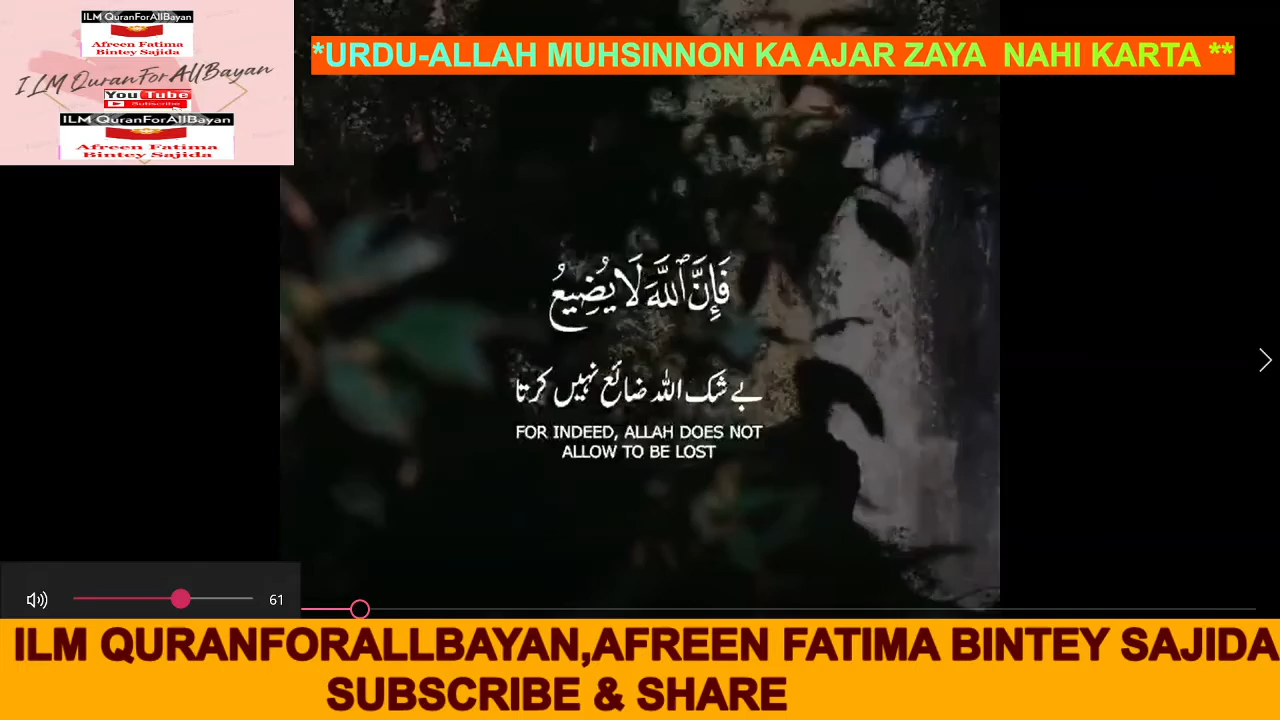 ILM QuranForAllBayan
Afreen Fatima
Bintey Sajida
ILM QuranForAllBayan
YouTube
Subscribe
ILM QuranForAllBayan
Afreen Fatima
Bintey Sajida
*URDU-ALLAH MUHSINNON KA AJAR ZAYA NAHI KARTA **
فَإِنَّ ٱللَّهَ لَا يُضِيعُ
بے شک اللہ ضائع نہیں کرتا
FOR INDEED, ALLAH DOES NOT
ALLOW TO BE LOST
61
ILM QURANFORALLBAYAN,AFREEN FATIMA BINTEY SAJIDA
SUBSCRIBE & SHARE